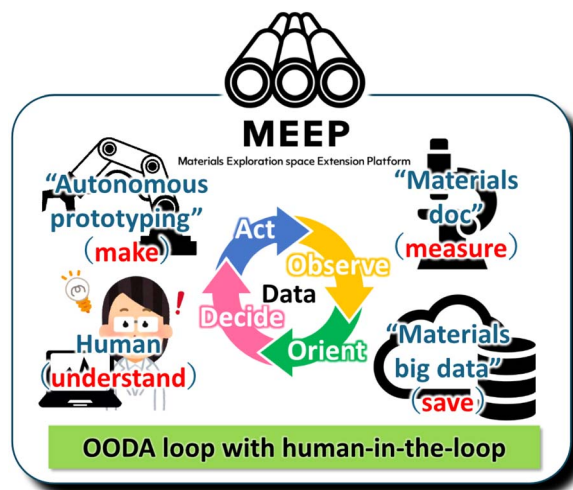 MEEP
Materials Exploration space Extension Platform
“Autonomous
prototyping”
(make)
“Materials
doc”
(measure)
Act
Observe
Data
Decide
Orient
Human
(understand)
“Materials
big data”
(save)
OODA loop with human-in-the-loop